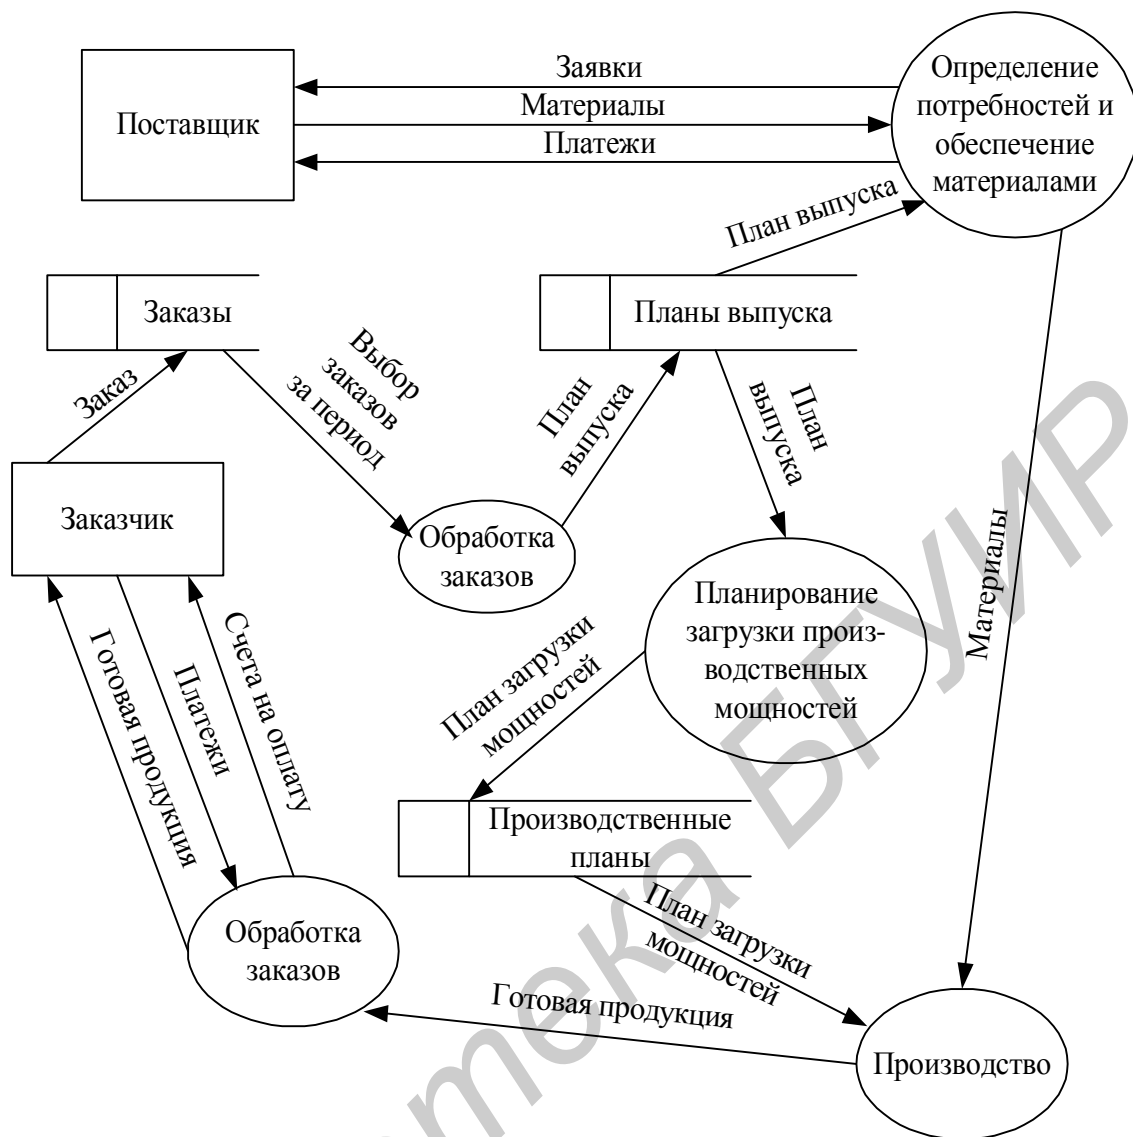 Заявки
Материалы
Платежи
Поставщик
Определение
потребностей и
обеспечение
материалами
План выпуска
Заказы
Планы выпуска
Заказ
Выбор
заказов
за период
План
выпуска
План
выпуска
Заказчик
Обработка
заказов
Материалы
Планирование
загрузки произ-
водственных
мощностей
План загрузки
мощностей
Готовая продукция
Платежи
Счета на оплату
Производственные
планы
План загрузки
мощностей
Обработка
заказов
Готовая продукция
Производство
тека БГУИР